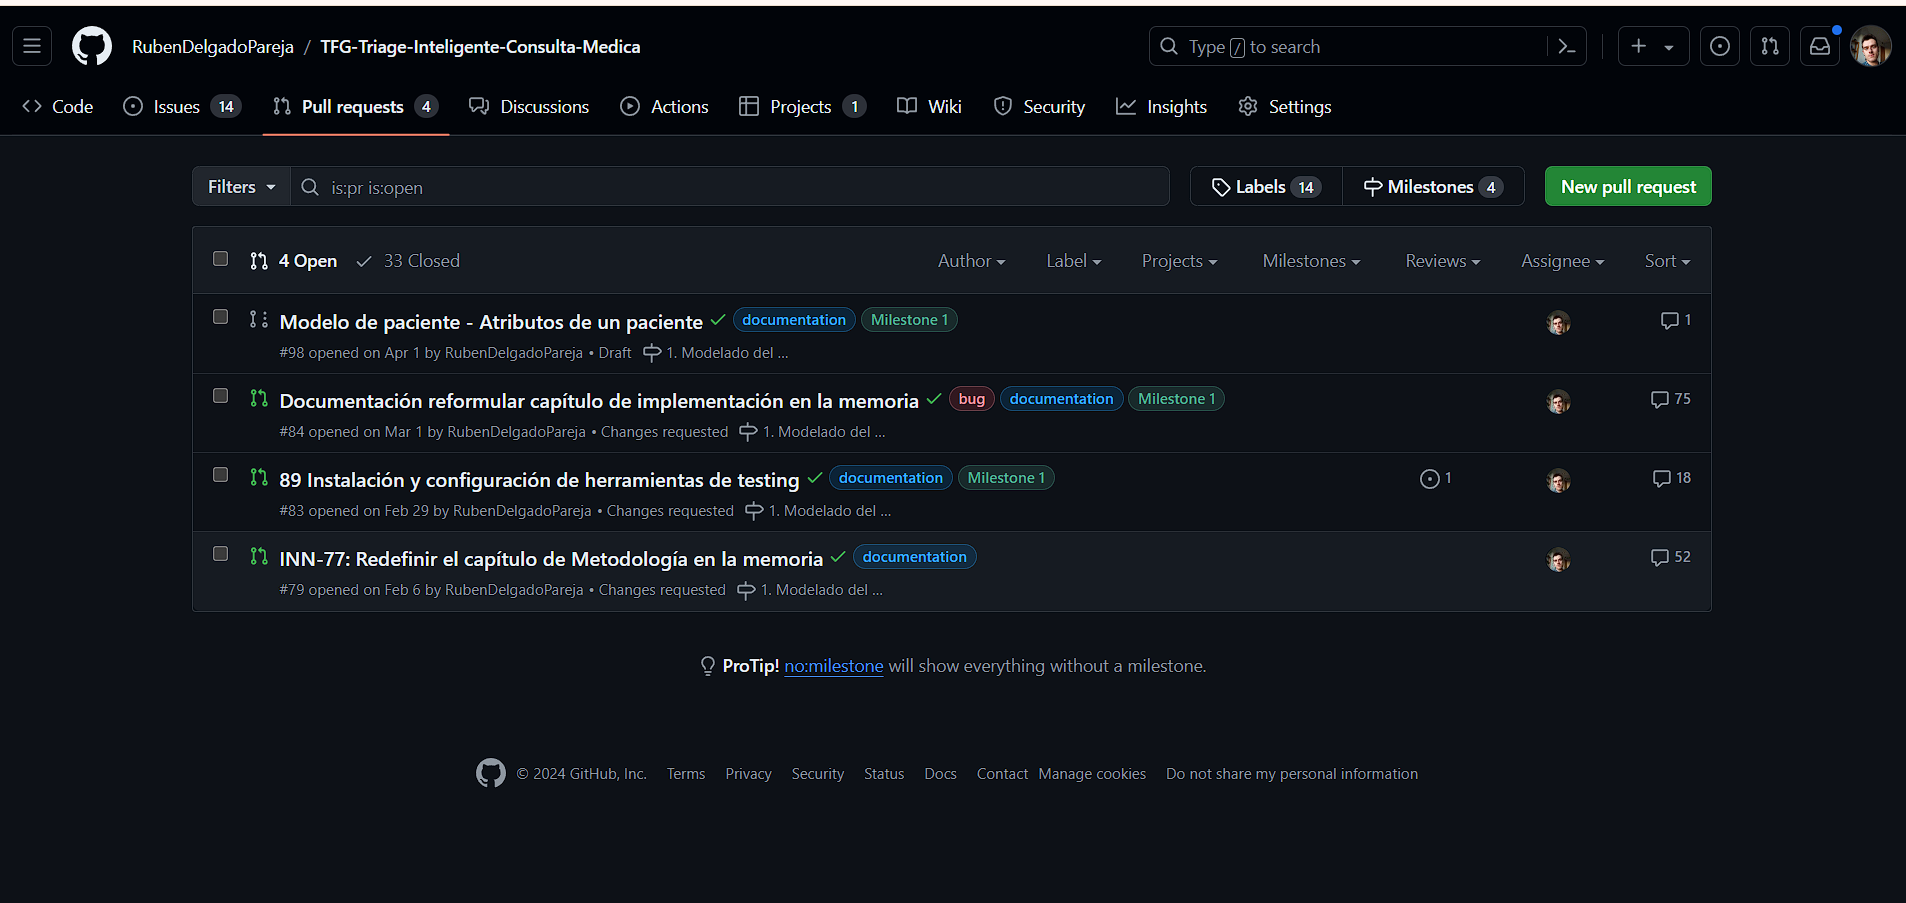 RubenDelgadoPareja / TFG-Triage-Inteligente-Consulta-Medica
Type / to search
Code
Issues 14
Pull requests 4
Discussions
Actions
Projects 1
Wiki
Security
Insights
Settings
Filters
is:pr is:open
Labels 14
Milestones 4
New pull request
4 Open
33 Closed
Author
Label
Projects
Milestones
Reviews
Assignee
Sort
Modelo de paciente - Atributos de un paciente documentation Milestone 1
1
#98 opened on Apr 1 by RubenDelgadoPareja • Draft 1. Modelado del ...
Documentación reformular capítulo de implementación en la memoria bug documentation Milestone 1
75
#84 opened on Mar 1 by RubenDelgadoPareja • Changes requested 1. Modelado del ...
89 Instalación y configuración de herramientas de testing documentation Milestone 1
1
18
#83 opened on Feb 29 by RubenDelgadoPareja • Changes requested 1. Modelado del ...
INN-77: Redefinir el capítulo de Metodología en la memoria documentation
52
#79 opened on Feb 6 by RubenDelgadoPareja • Changes requested 1. Modelado del ...
ProTip! no:milestone will show everything without a milestone.
© 2024 GitHub, Inc. Terms Privacy Security Status Docs Contact Manage cookies Do not share my personal information